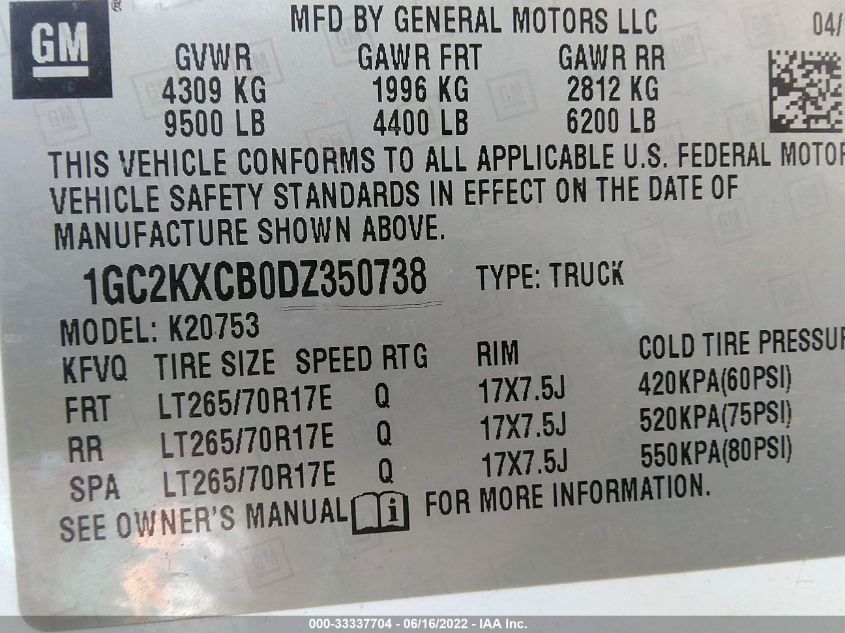 GM ®
MFD BY GENERAL MOTORS LLC 04/
GVWR GAWR FRT GAWR RR
4309 KG 1996 KG 2812 KG
9500 LB 4400 LB 6200 LB
THIS VEHICLE CONFORMS TO ALL APPLICABLE U.S. FEDERAL MOTOR
VEHICLE SAFETY STANDARDS IN EFFECT ON THE DATE OF
MANUFACTURE SHOWN ABOVE.
1GC2KXCB0DZ350738 TYPE: TRUCK
MODEL: K20753
KFVQ TIRE SIZE SPEED RTG RIM COLD TIRE PRESSUR
FRT LT265/70R17E Q 17X7.5J 420KPA(60PSI)
RR LT265/70R17E Q 17X7.5J 520KPA(75PSI)
SPA LT265/70R17E Q 17X7.5J 550KPA(80PSI)
SEE OWNER'S MANUAL i FOR MORE INFORMATION.
000-33337704 - 06/16/2022 - IAA Inc.